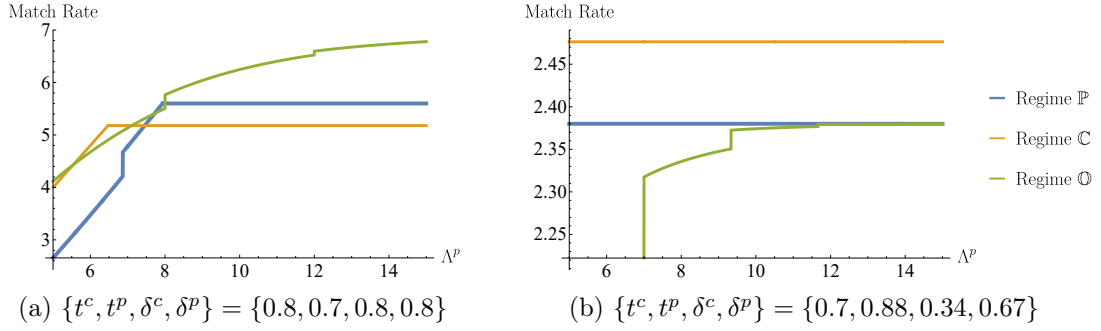 Match Rate
7
6
5
4
3
6 8 10 12 14 Λ^p
(a) {t^c, t^p, δ^c, δ^p} = {0.8, 0.7, 0.8, 0.8}
Match Rate
2.45
2.40
2.35
2.30
2.25
6 8 10 12 14 Λ^p
(b) {t^c, t^p, δ^c, δ^p} = {0.7, 0.88, 0.34, 0.67}
Regime ℙ
Regime ℂ
Regime 𝕆